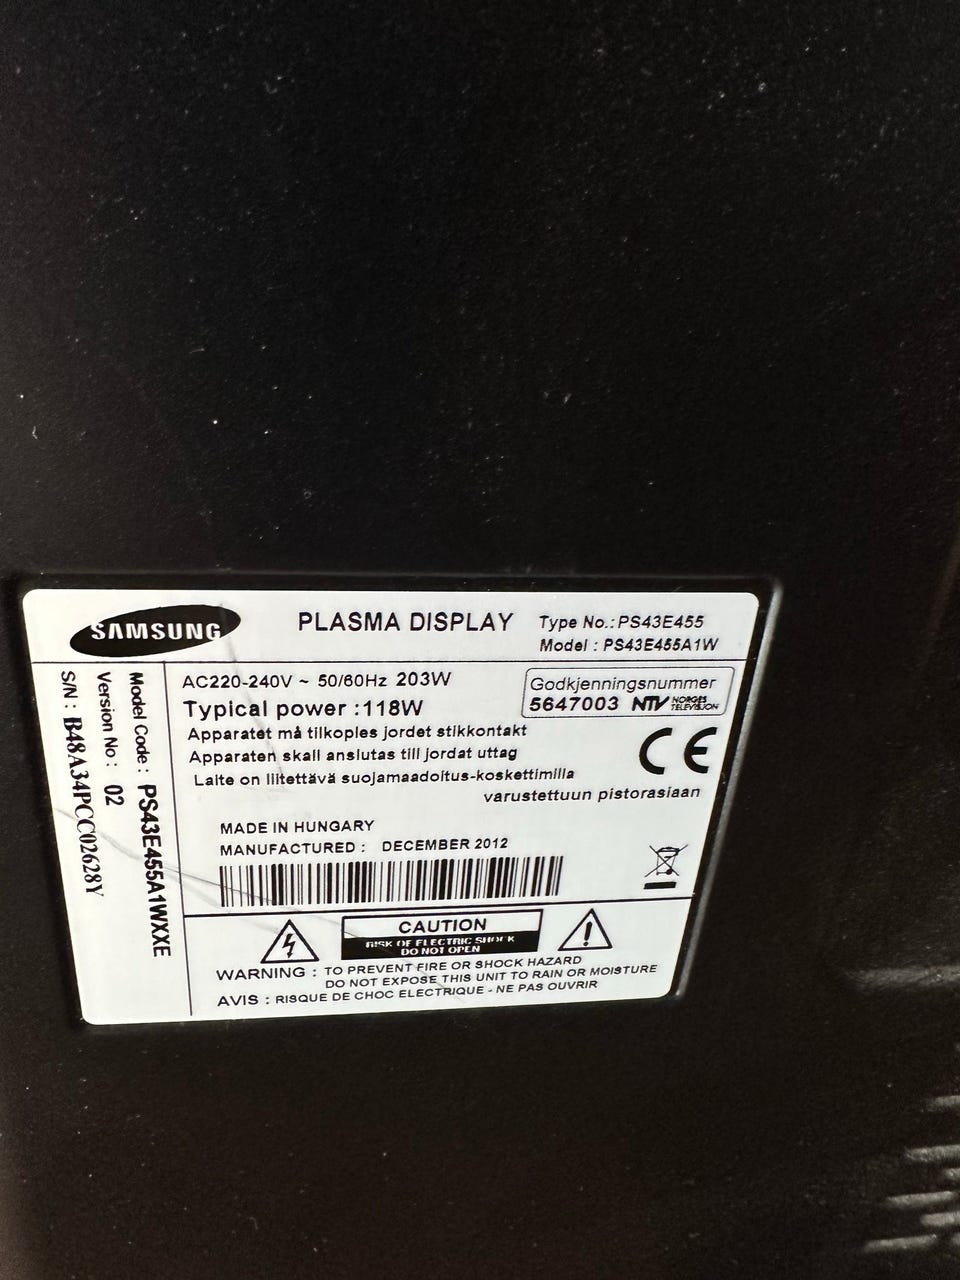 SAMSUNG
PLASMA DISPLAY
Type No.:PS43E455
Model : PS43E455A1W
AC220-240V ~ 50/60Hz 203W
Typical power :118W
Godkjenningsnummer
5647003 NTV NORGES
TELEVISJON
Apparatet må tilkoples jordet stikkontakt
Apparaten skall anslutas till jordat uttag
Laite on liitettävä suojamaadoitus-koskettimilla
varustettuun pistorasiaan
CE
MADE IN HUNGARY
MANUFACTURED : DECEMBER 2012
Model Code : PS43E455A1WXXE
Version No : 02
S/N : B48A34PCC02628Y
CAUTION
RISK OF ELECTRIC SHOCK
DO NOT OPEN
WARNING : TO PREVENT FIRE OR SHOCK HAZARD
DO NOT EXPOSE THIS UNIT TO RAIN OR MOISTURE
AVIS : RISQUE DE CHOC ELECTRIQUE - NE PAS OUVRIR